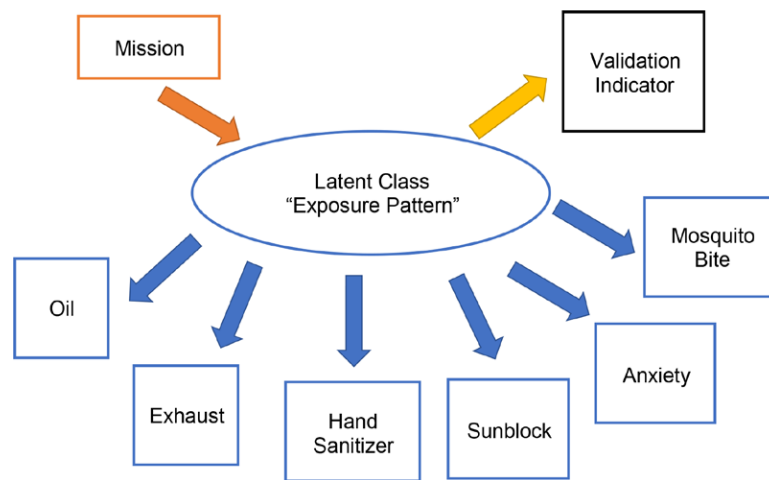 Mission
Validation
Indicator
Latent Class
“Exposure Pattern”
Mosquito
Bite
Oil
Anxiety
Exhaust
Hand
Sanitizer
Sunblock